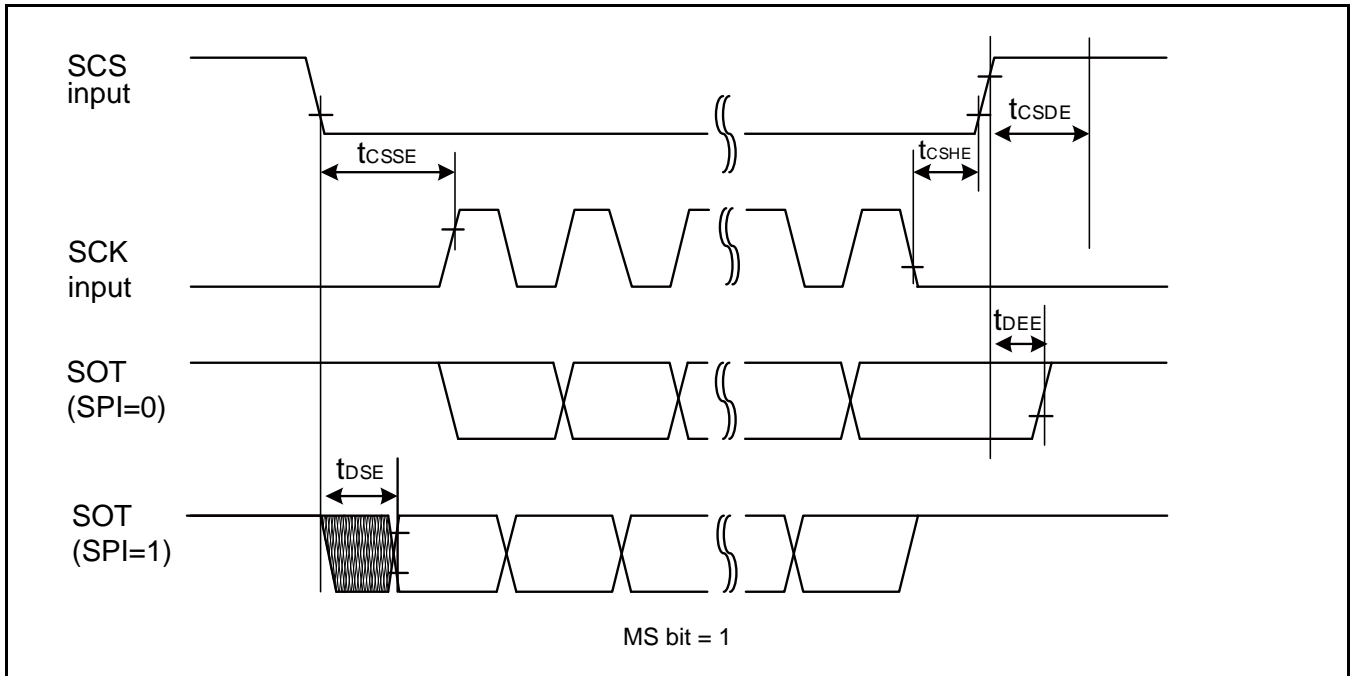 SCS
input
tCSDE
tCSSE
tCSHE
SCK
input
tDEE
SOT
(SPI=0)
tDSE
SOT
(SPI=1)
MS bit = 1